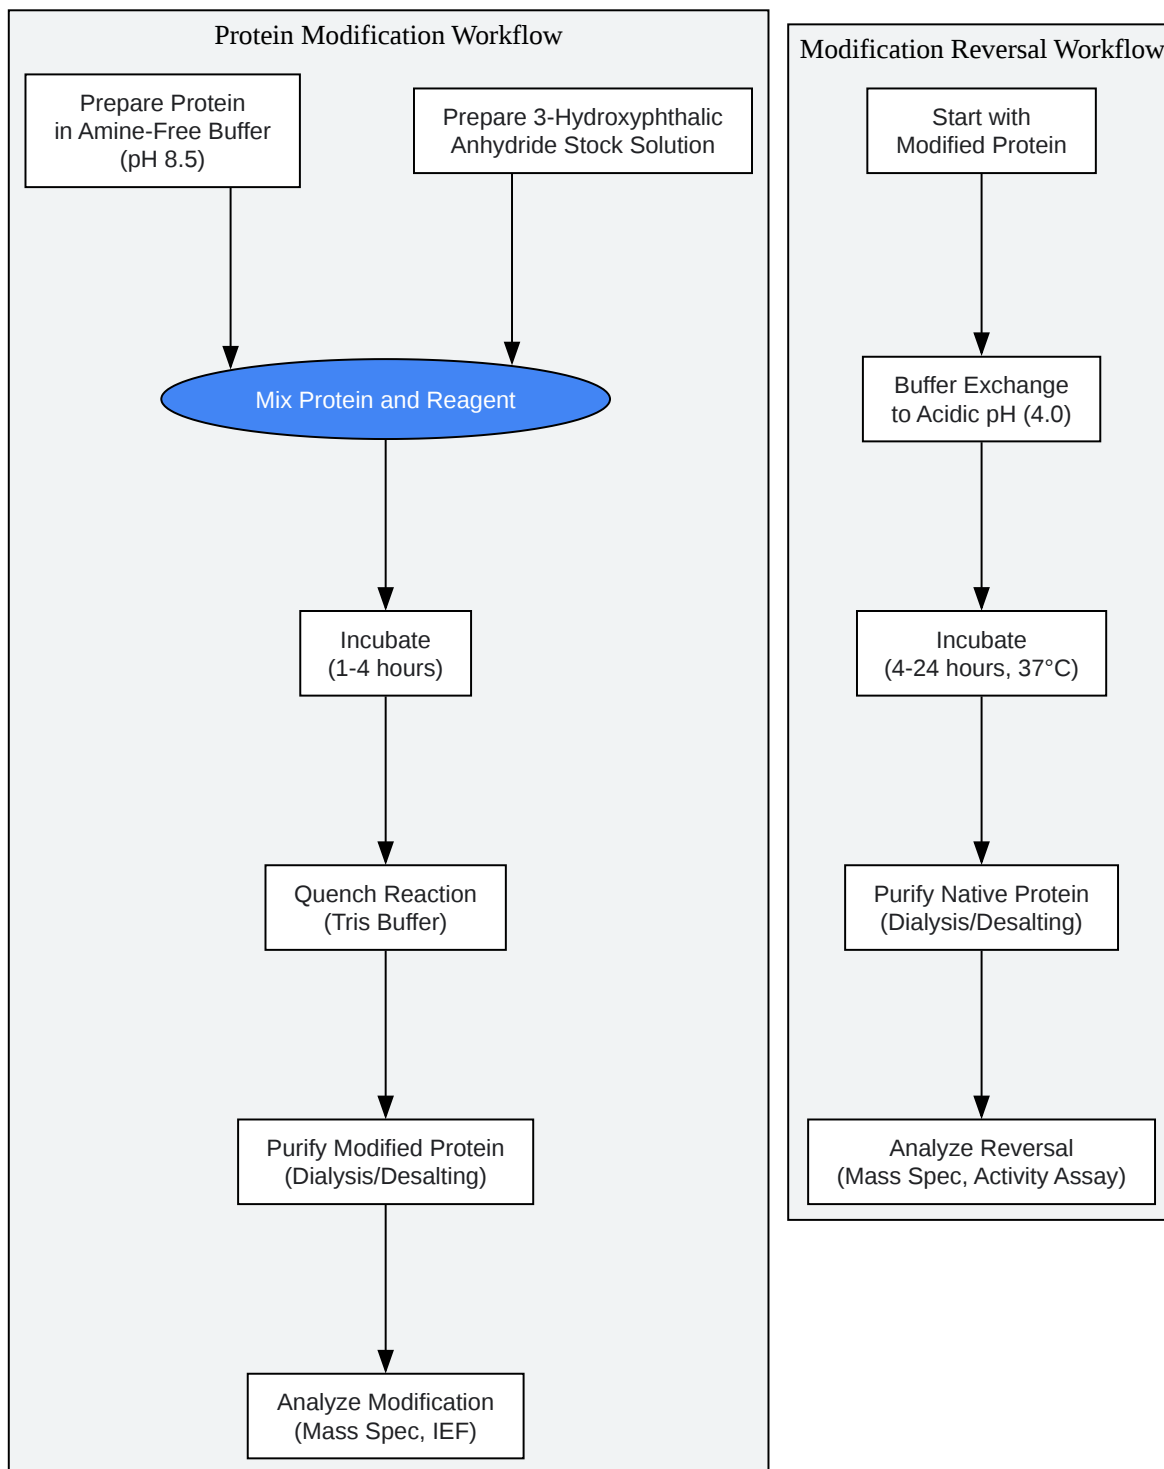 Protein Modification Workflow
Prepare Protein
in Amine-Free Buffer
(pH 8.5)
Prepare 3-Hydroxyphthalic
Anhydride Stock Solution
Mix Protein and Reagent
Incubate
(1-4 hours)
Quench Reaction
(Tris Buffer)
Purify Modified Protein
(Dialysis/Desalting)
Analyze Modification
(Mass Spec, IEF)
Modification Reversal Workflow
Start with
Modified Protein
Buffer Exchange
to Acidic pH (4.0)
Incubate
(4-24 hours, 37°C)
Purify Native Protein
(Dialysis/Desalting)
Analyze Reversal
(Mass Spec, Activity Assay)